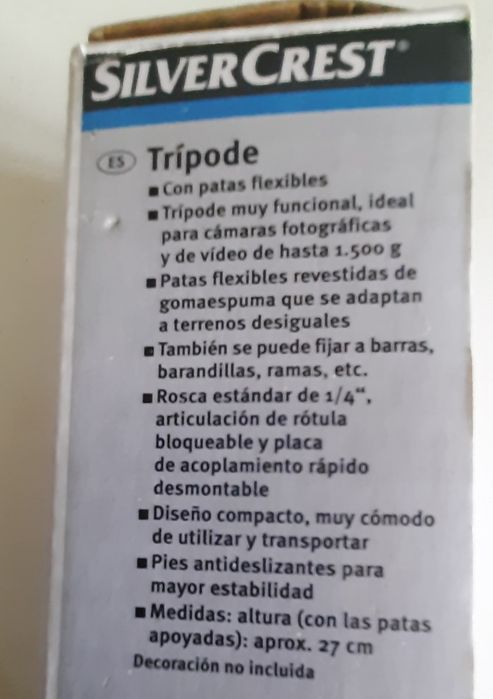 SILVERCREST®
ES Trípode
■ Con patas flexibles
■ Trípode muy funcional, ideal
para cámaras fotográficas
y de vídeo de hasta 1.500 g
■ Patas flexibles revestidas de
gomaespuma que se adaptan
a terrenos desiguales
■ También se puede fijar a barras,
barandillas, ramas, etc.
■ Rosca estándar de 1/4“,
articulación de rótula
bloqueable y placa
de acoplamiento rápido
desmontable
■ Diseño compacto, muy cómodo
de utilizar y transportar
■ Pies antideslizantes para
mayor estabilidad
■ Medidas: altura (con las patas
apoyadas): aprox. 27 cm
Decoración no incluida